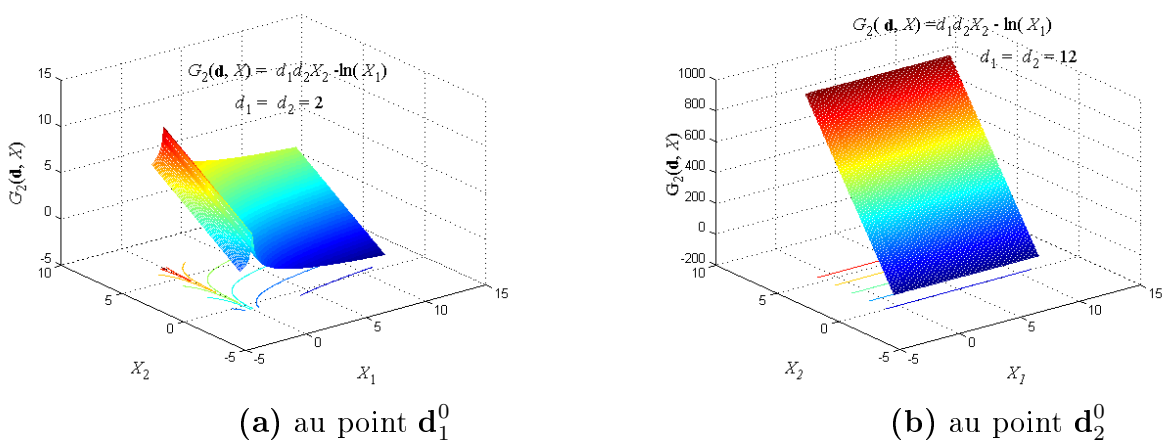 G₂(d, X) = d₁d₂X₂ -ln( X₁)
d₁ = d₂ = 2
15
10
5
0
-5
G₂(d, X)
10
5
0
-5
X₂
-5
0
5
10
15
X₁
(a) au point d₁⁰
G₂( d, X) =d₁d₂X₂ - ln( X₁)
d₁ = d₂ = 12
1000
800
600
400
200
0
-200
G₂(d, X)
10
5
0
-5
X₂
-5
0
5
10
15
X₁
(b) au point d₂⁰